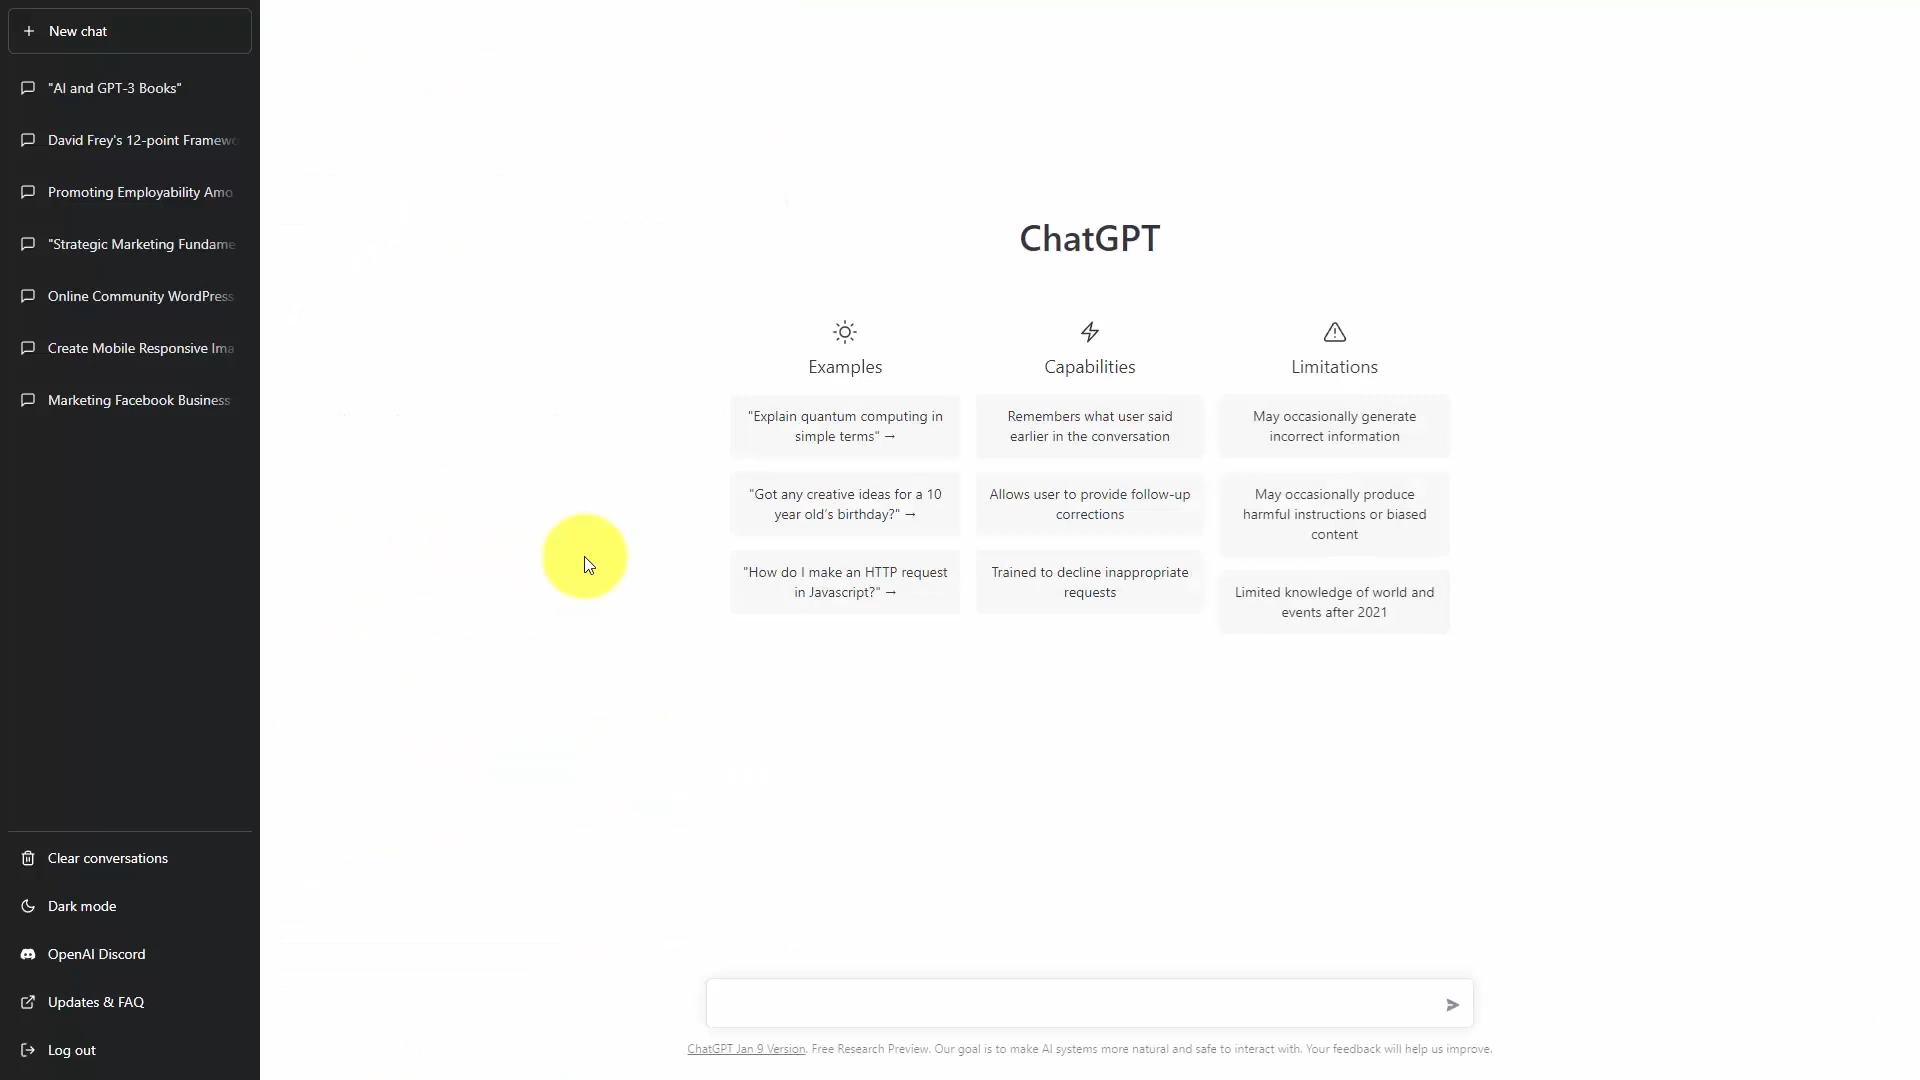 New chat
"AI and GPT-3 Books"
David Frey's 12-point Framewo
Promoting Employability Amo
"Strategic Marketing Fundame
Online Community WordPress
Create Mobile Responsive Ima
Marketing Facebook Business
Clear conversations
Dark mode
OpenAI Discord
Updates & FAQ
Log out
ChatGPT
Examples
"Explain quantum computing in
simple terms" →
"Got any creative ideas for a 10
year old's birthday?" →
"How do I make an HTTP request
in Javascript?" →
Capabilities
Remembers what user said
earlier in the conversation
Allows user to provide follow-up
corrections
Trained to decline inappropriate
requests
Limitations
May occasionally generate
incorrect information
May occasionally produce
harmful instructions or biased
content
Limited knowledge of world and
events after 2021
ChatGPT Jan 9 Version. Free Research Preview. Our goal is to make AI systems more natural and safe to interact with. Your feedback will help us improve.